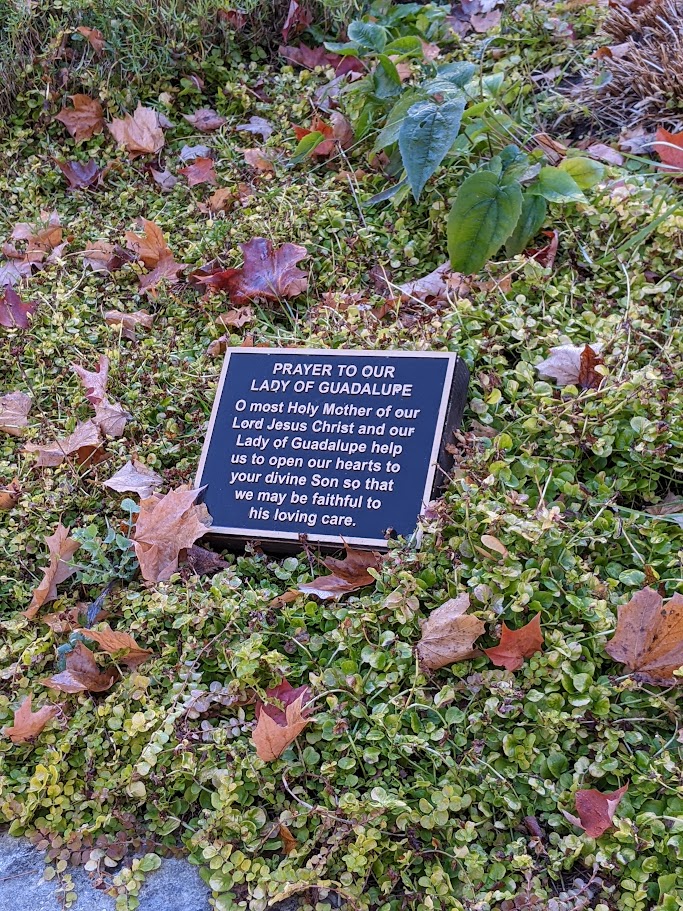 PRAYER TO OUR
LADY OF GUADALUPE
O most Holy Mother of our
Lord Jesus Christ and our
Lady of Guadalupe help
us to open our hearts to
your divine Son so that
we may be faithful to
his loving care.